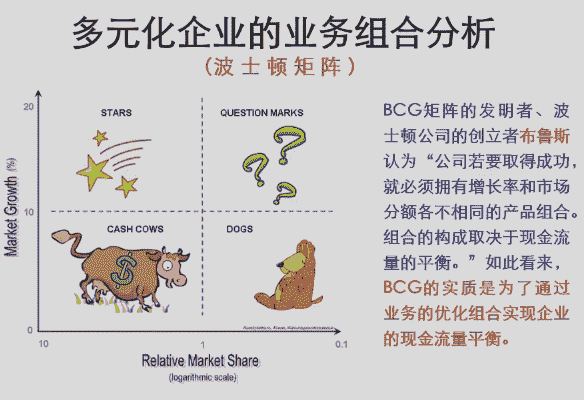 多元化企业的业务组合分析
(波士顿矩阵)
20
STARS
QUESTION MARKS
Market Growth (%)
10
CASH COWS
DOGS
0
10
1
0.1
Relative Market Share
(logarithmic scale)
BCG矩阵的发明者、波
士顿公司的创立者布鲁斯
认为“公司若要取得成功，
就必须拥有增长率和市场
分额各不相同的产品组合。
组合的构成取决于现金流
量的平衡。”如此看来，
BCG的实质是为了通过
业务的优化组合实现企业
的现金流量平衡。